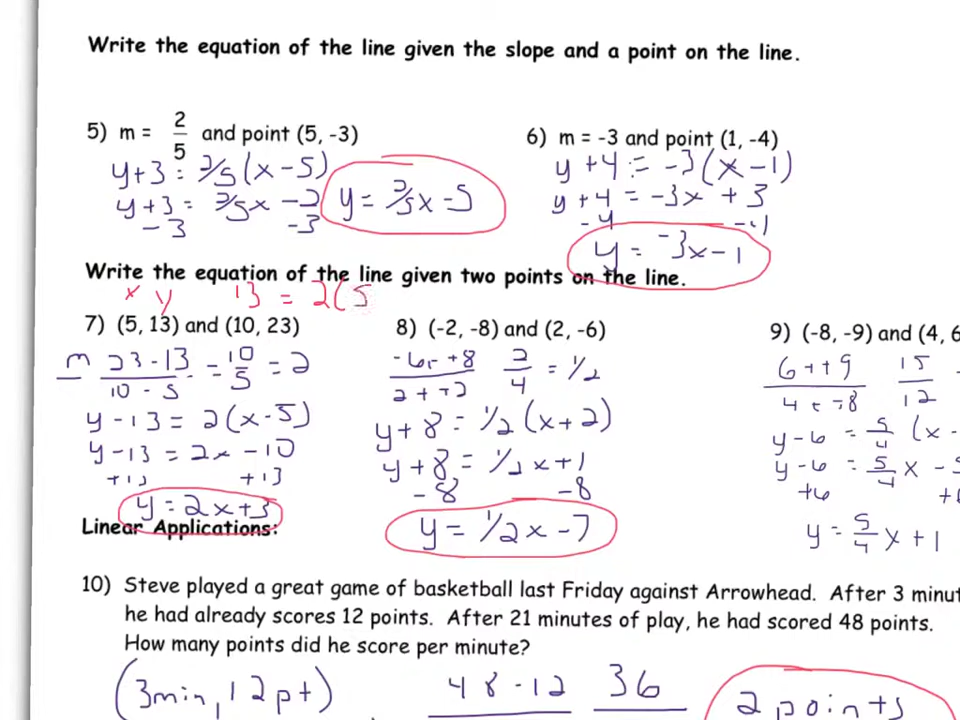 Write the equation of the line given the slope and a point on the line.
5) m = 2/5 and point (5, -3)
y+3 = 2/5 (x-5)
y+3 = 2/5x -2
-3 -3
y = 2/5x -5
6) m = -3 and point (1, -4)
y +4 = -3(x-1)
y +4 = -3x +3
-4 -4
y = -3x-1
Write the equation of the line given two points on the line.
x y 13 = 2(5
7) (5, 13) and (10, 23)
m 23-13/10-5 = 10/5 = 2
y-13 = 2(x-5)
y-13 = 2x-10
+13 +13
y = 2x+3
8) (-2, -8) and (2, -6)
-6+ +8/2+ +2 2/4 = 1/2
y+8 = 1/2 (x+2)
y+8 = 1/2x+1
-8 -8
y = 1/2x-7
9) (-8, -9) and (4, 6
6++9/4++8 15/12
y-6 = 5/4 (x-
y-6 = 5/4 x - 5
+6 +
y = 5/4 x +1
Linear Applications:
10) Steve played a great game of basketball last Friday against Arrowhead. After 3 minut
he had already scores 12 points. After 21 minutes of play, he had scored 48 points.
How many points did he score per minute?
(3min, 12pt) 48-12 36 2 points